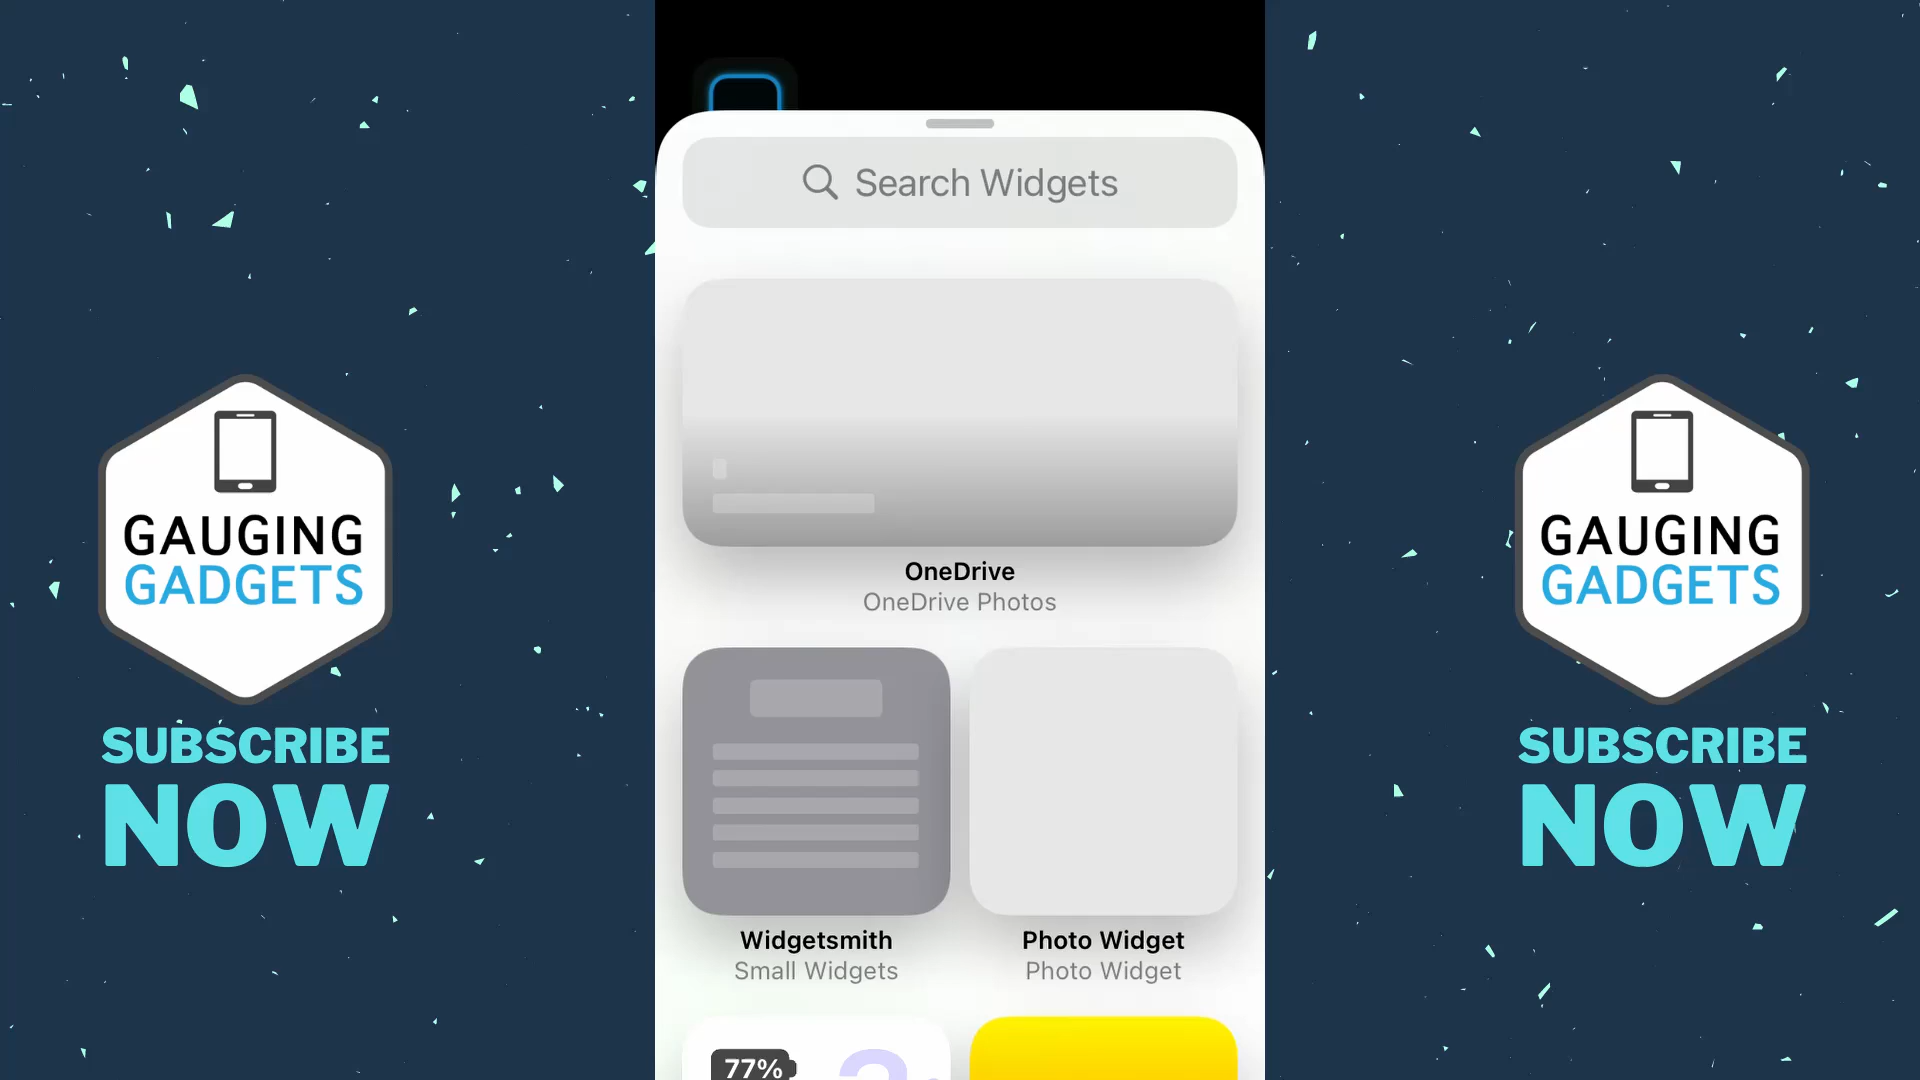 Search Widgets
OneDrive
OneDrive Photos
Widgetsmith
Small Widgets
Photo Widget
Photo Widget
77%
GAUGING
GADGETS
SUBSCRIBE
NOW
GAUGING
GADGETS
SUBSCRIBE
NOW